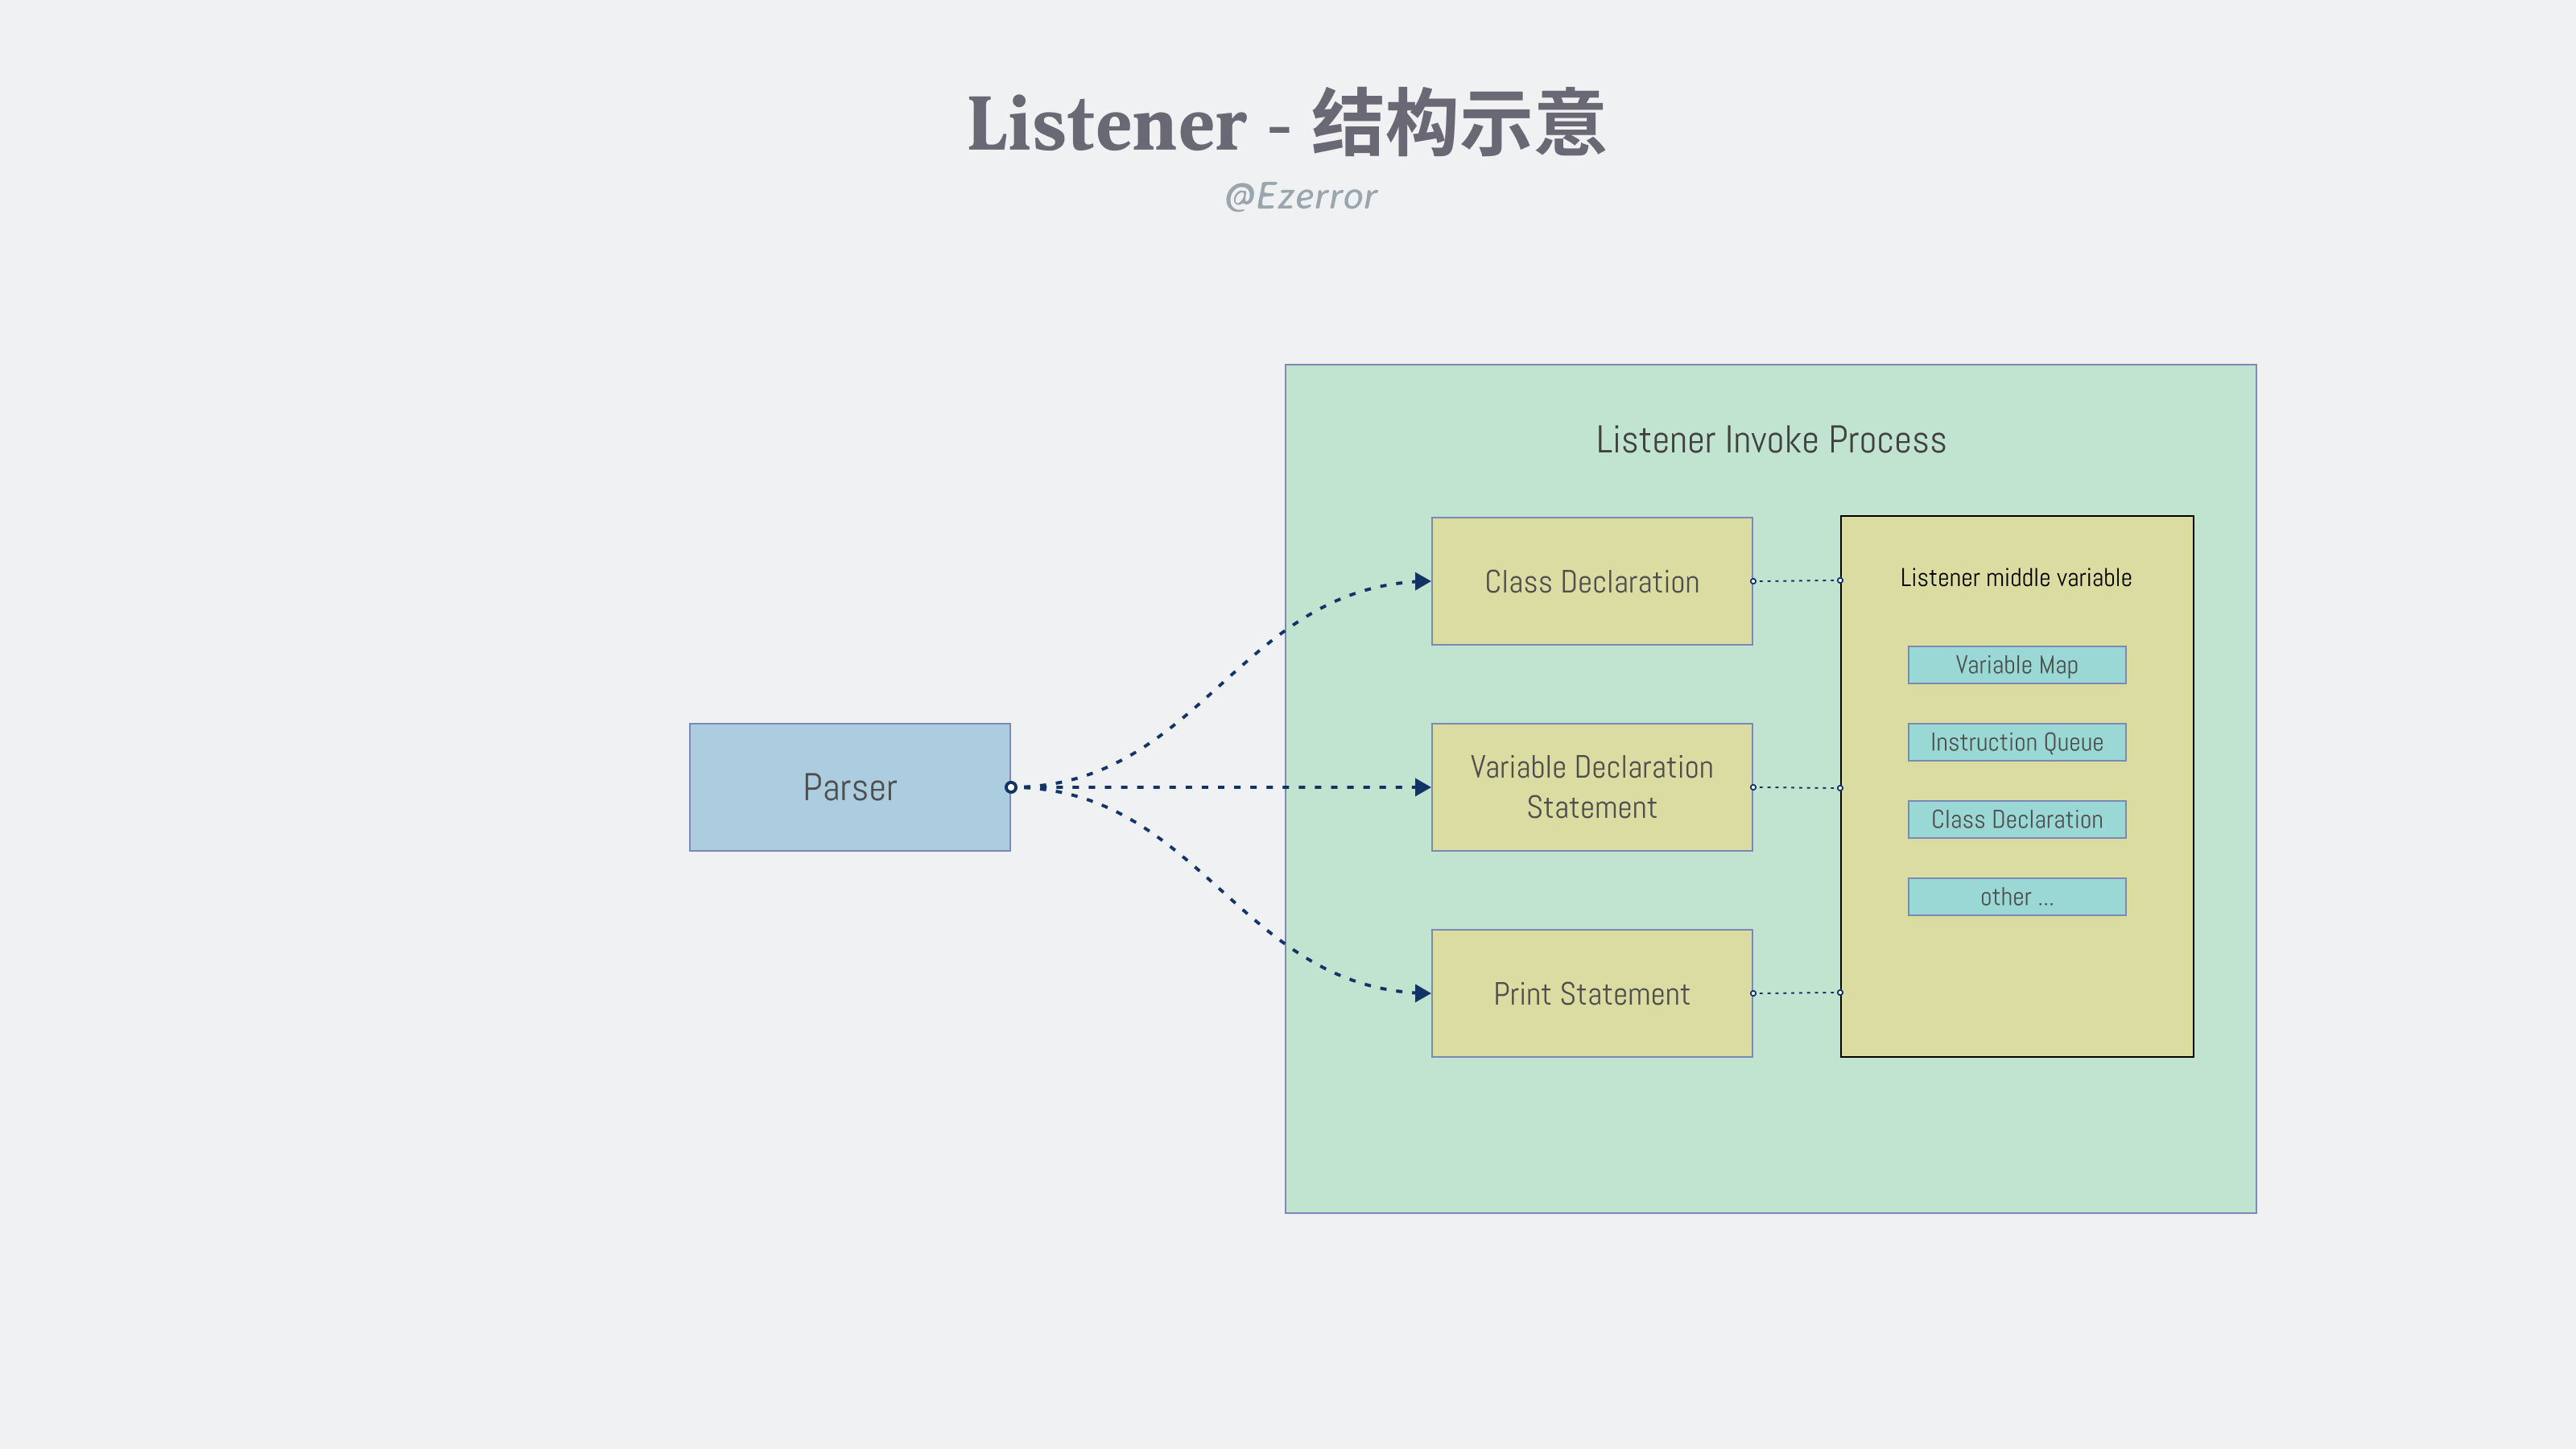 Listener - 结构示意
@Ezerror
Listener Invoke Process
Parser
Class Declaration
Variable Declaration
Statement
Print Statement
Listener middle variable
Variable Map
Instruction Queue
Class Declaration
other ...